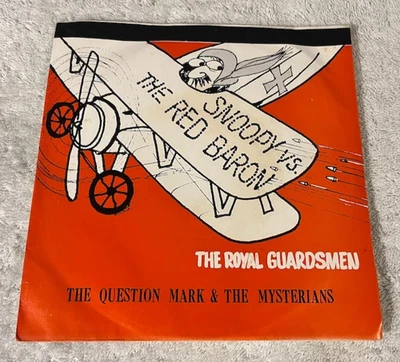 SNOOPY vs.
THE RED BARON
THE ROYAL GUARDSMEN
THE QUESTION MARK & THE MYSTERIANS